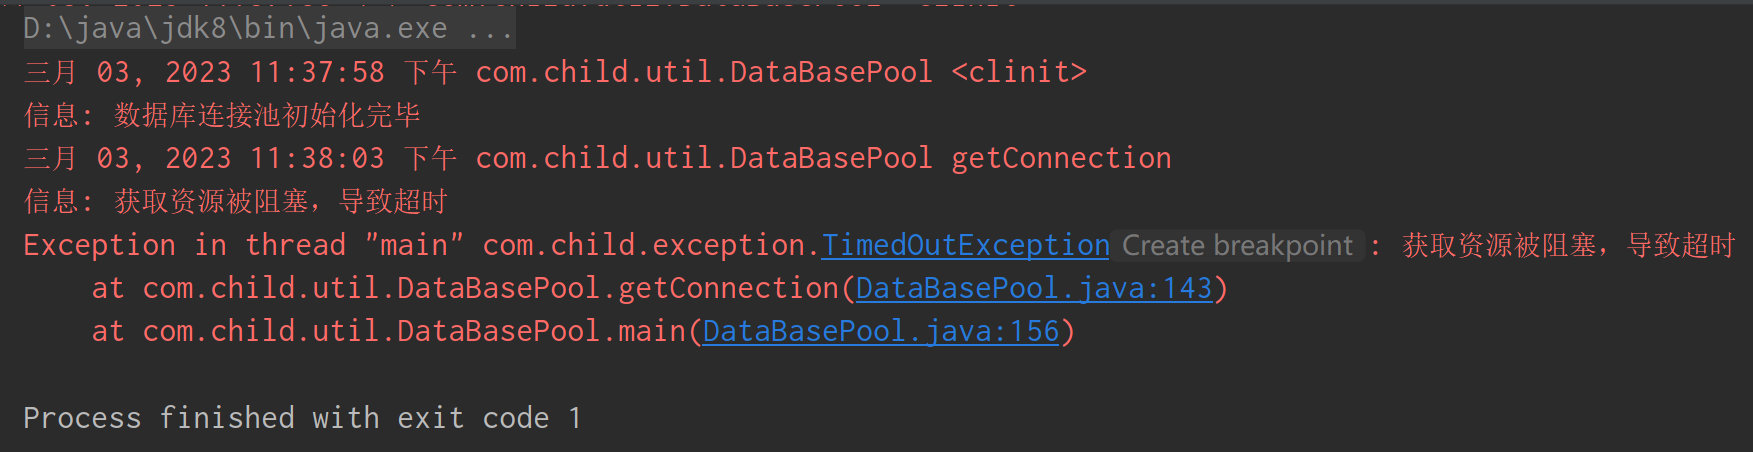 D:\java\jdk8\bin\java.exe ...
三月 03, 2023 11:37:58 下午 com.child.util.DataBasePool <clinit>
信息: 数据库连接池初始化完毕
三月 03, 2023 11:38:03 下午 com.child.util.DataBasePool getConnection
信息: 获取资源被阻塞，导致超时
Exception in thread "main" com.child.exception.TimedOutException Create breakpoint : 获取资源被阻塞，导致超时
    at com.child.util.DataBasePool.getConnection(DataBasePool.java:143)
    at com.child.util.DataBasePool.main(DataBasePool.java:156)
Process finished with exit code 1